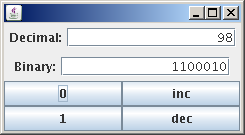 Decimal: 98
Binary: 1100010
0 inc
1 dec